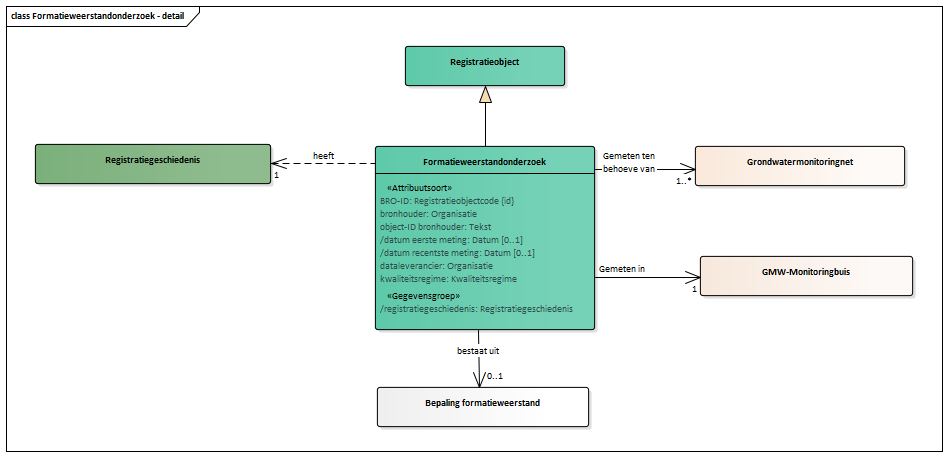 class Formatieweerstandonderzoek - detail
Registratieobject
Registratiegeschiedenis
heeft
1
Formatieweerstandonderzoek
«Attribuutsoort»
BRO-ID: Registratieobjectcode {id}
bronhouder: Organisatie
object-ID bronhouder: Tekst
/datum eerste meting: Datum [0..1]
/datum recentste meting: Datum [0..1]
dataleverancier: Organisatie
kwaliteitsregime: Kwaliteitsregime
«Gegevensgroep»
/registratiegeschiedenis: Registratiegeschiedenis
Gemeten ten
behoeve van
1..*
Grondwatermonitoringnet
Gemeten in
1
GMW-Monitoringbuis
bestaat uit
0..1
Bepaling formatieweerstand